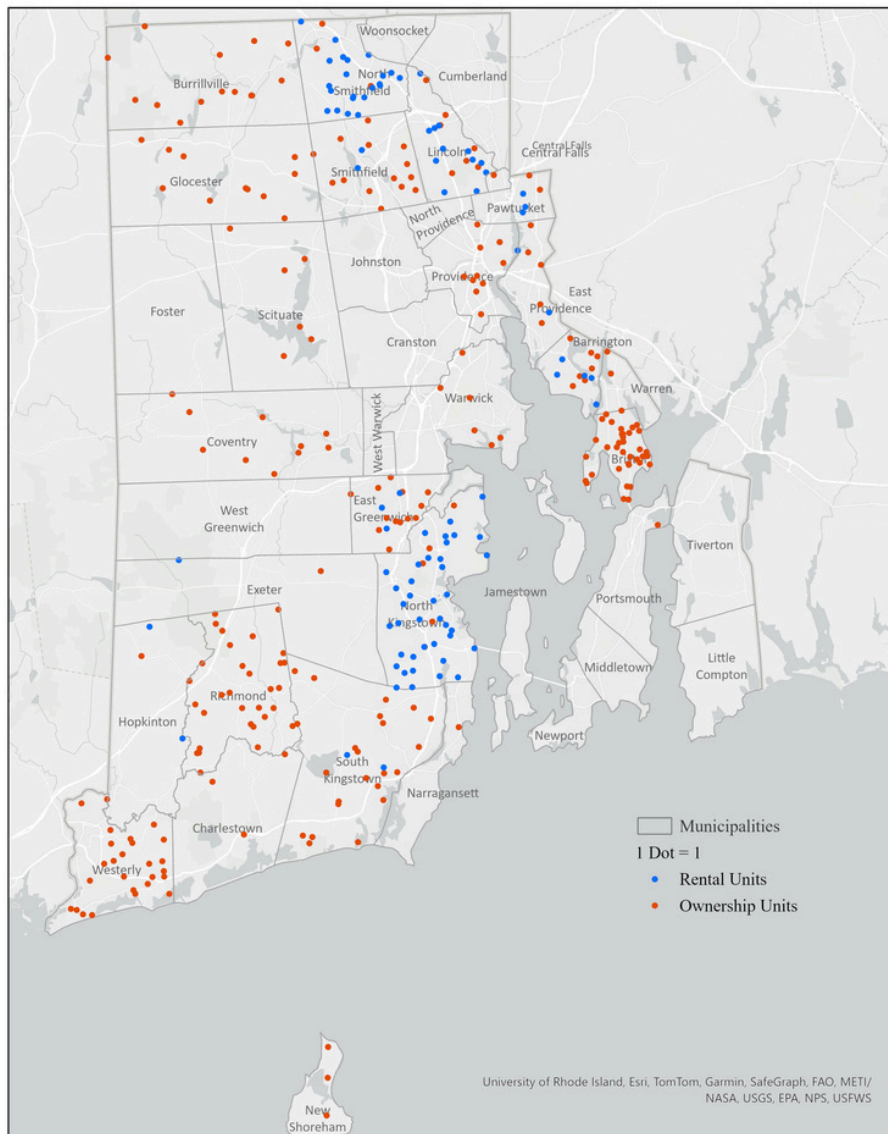 Woonsocket
North
Smithfield
Cumberland
Burrillville
Central Falls
Central Falls
Lincoln
Smithfield
Glocester
Pawtucket
North
Providence
Johnston
Providence
East
Providence
Foster
Scituate
Cranston
Barrington
Warren
Warwick
West Warwick
Coventry
West
Greenwich
East
Greenwich
Tiverton
Exeter
Jamestown
Portsmouth
North
Kingstown
Middletown
Little
Compton
Richmond
Hopkinton
Newport
South
Kingstown
Narragansett
Charlestown
Westerly
Municipalities
1 Dot = 1
Rental Units
Ownership Units
University of Rhode Island, Esri, TomTom, Garmin, SafeGraph, FAO, METI/
NASA, USGS, EPA, NPS, USFWS
New
Shoreham